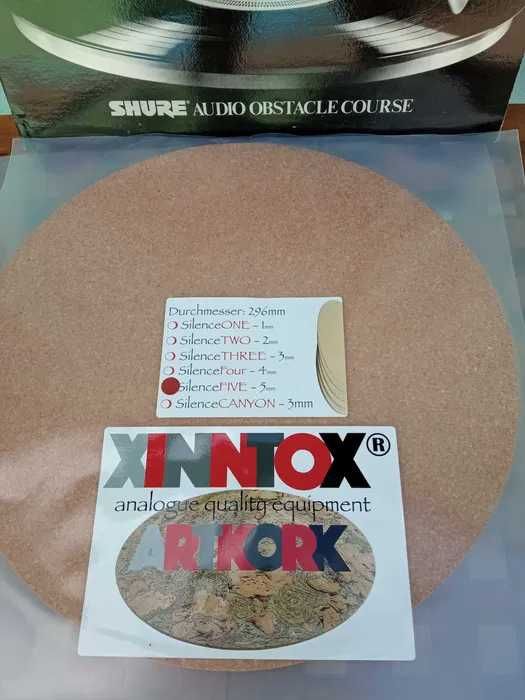 SHURE® AUDIO OBSTACLE COURSE
Durchmesser: 296mm
SilenceONE - 1mm
SilenceTWO - 2mm
SilenceTHREE - 3mm
SilenceFour - 4mm
SilenceFIVE - 5mm
SilenceCANYON - 3mm
XINNTOX®
analogue quality equipment
ARTKORK